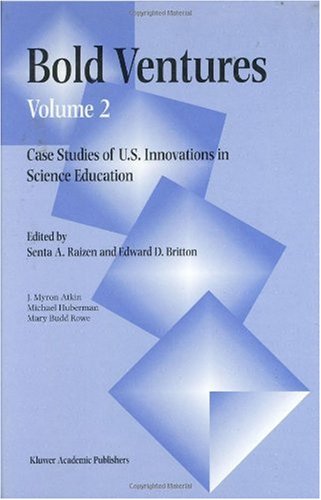 Bold Ventures
Volume 2
Case Studies of U.S. Innovations in
Science Education
Edited by
Senta A. Raizen and Edward D. Britton
J. Myron Atkin
Michael Huberman
Mary Budd Rowe
Kluwer Academic Publishers